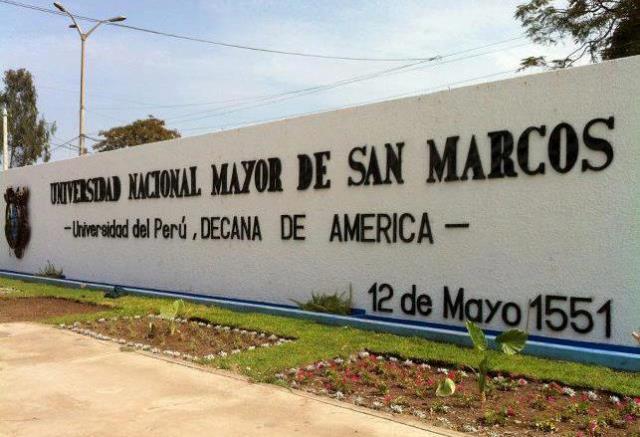 UNIVERSIDAD NACIONAL MAYOR DE SAN MARCOS
– Universidad del Perú , DECANA DE AMERICA –
12 de Mayo 1551